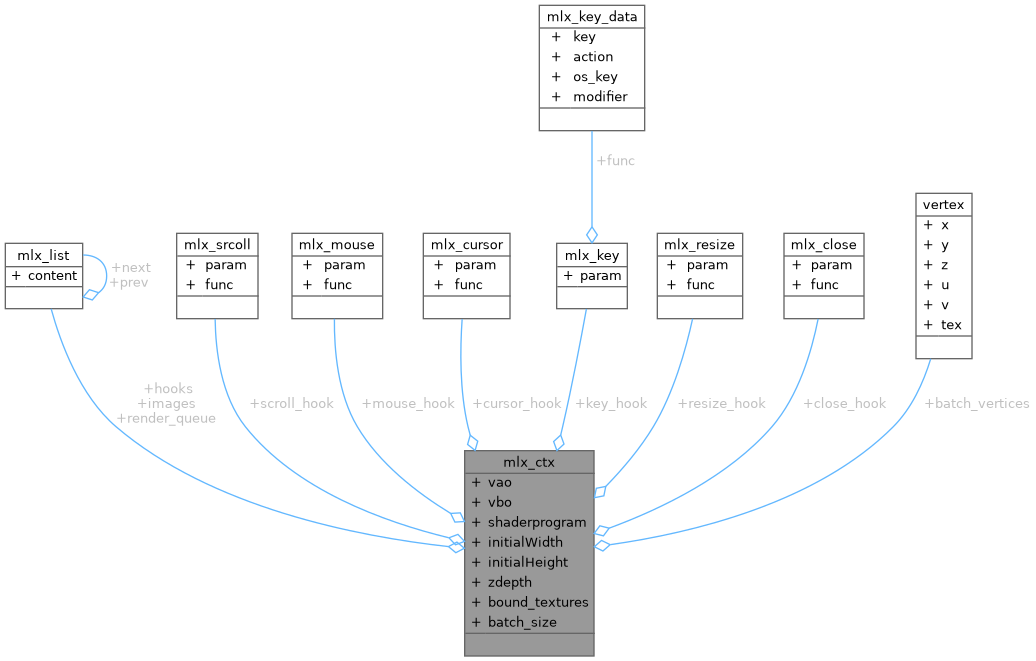 mlx_key_data
+ key
+ action
+ os_key
+ modifier
+func
mlx_list
+ content
+next
+prev
mlx_srcoll
+ param
+ func
mlx_mouse
+ param
+ func
mlx_cursor
+ param
+ func
mlx_key
+ param
mlx_resize
+ param
+ func
mlx_close
+ param
+ func
vertex
+ x
+ y
+ z
+ u
+ v
+ tex
+hooks
+images
+render_queue
+scroll_hook
+mouse_hook
+cursor_hook
+key_hook
+resize_hook
+close_hook
+batch_vertices
mlx_ctx
+ vao
+ vbo
+ shaderprogram
+ initialWidth
+ initialHeight
+ zdepth
+ bound_textures
+ batch_size